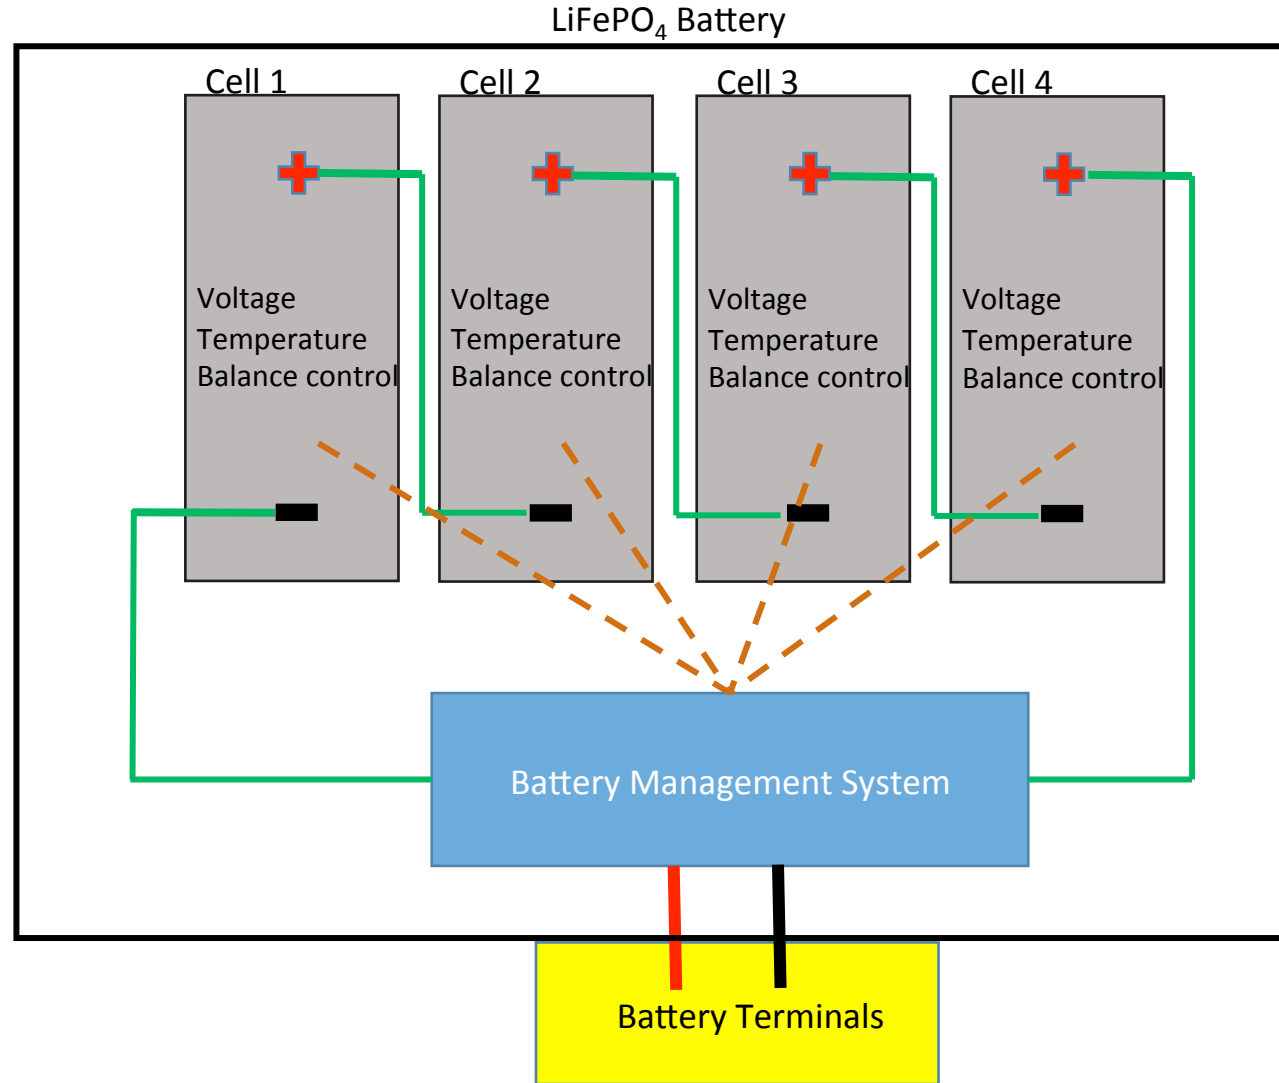 LiFePO₄ Battery
Cell 1
Cell 2
Cell 3
Cell 4
Voltage
Temperature
Balance control
Voltage
Temperature
Balance control
Voltage
Temperature
Balance control
Voltage
Temperature
Balance control
Battery Management System
Battery Terminals